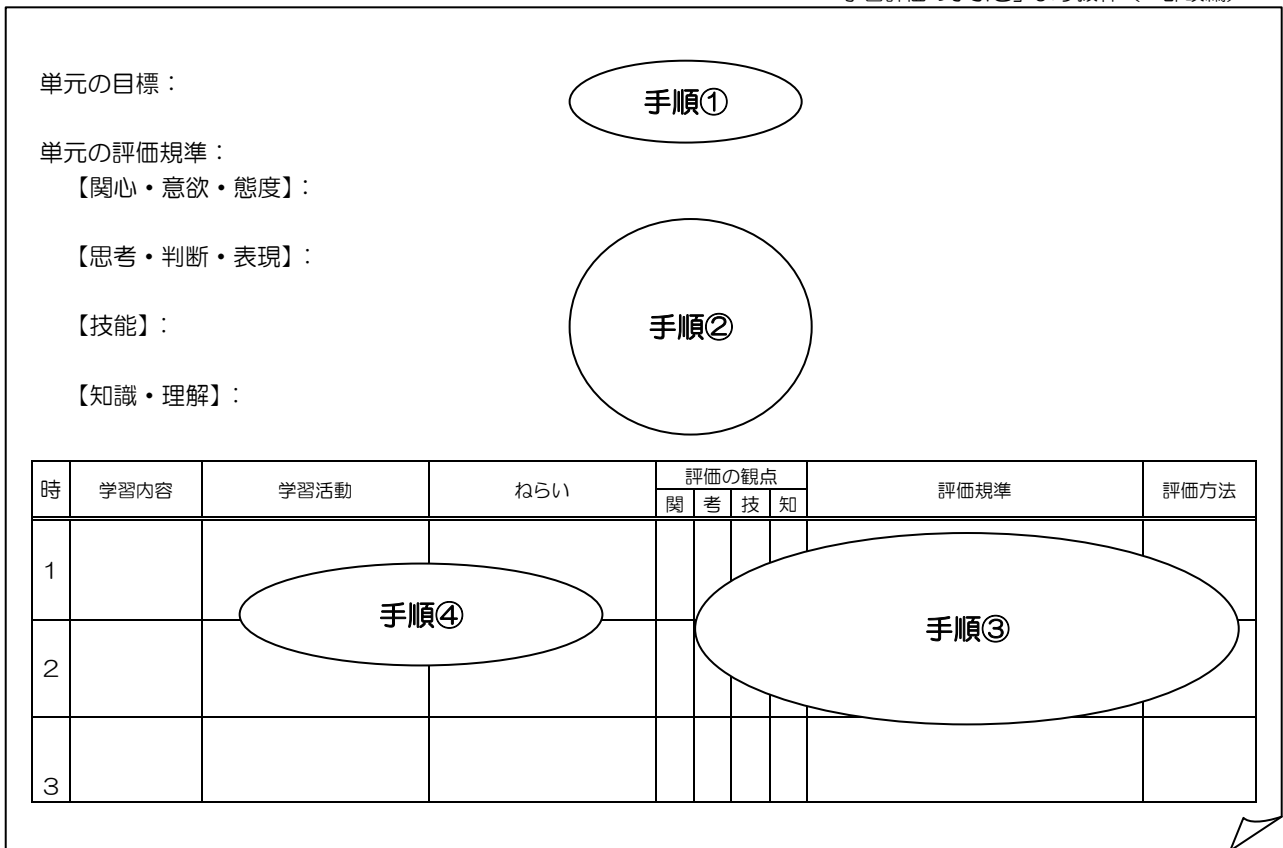 単元の目標：
手順①
単元の評価規準：
【関心・意欲・態度】：
【思考・判断・表現】：
【技能】：
手順②
【知識・理解】：
時 学習内容 学習活動 ねらい 評価の観点 評価規準 評価方法
関 考 技 知
1
手順④ 手順③
2
3